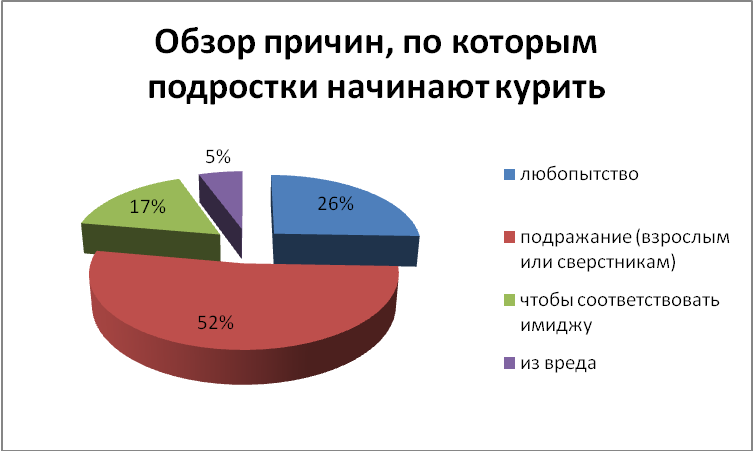 Обзор причин, по которым
подростки начинают курить
5%
26%
17%
52%
любопытство
подражание (взрослым
или сверстникам)
чтобы соответствовать
имиджу
из вреда